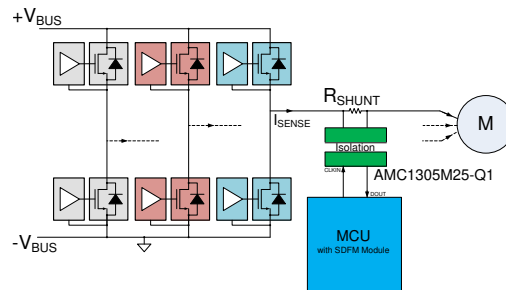 +VBUS
RSHUNT
ISENSE
M
Isolation
CLKIN
AMC1305M25-Q1
DOUT
MCU
with SDFM Module
-VBUS